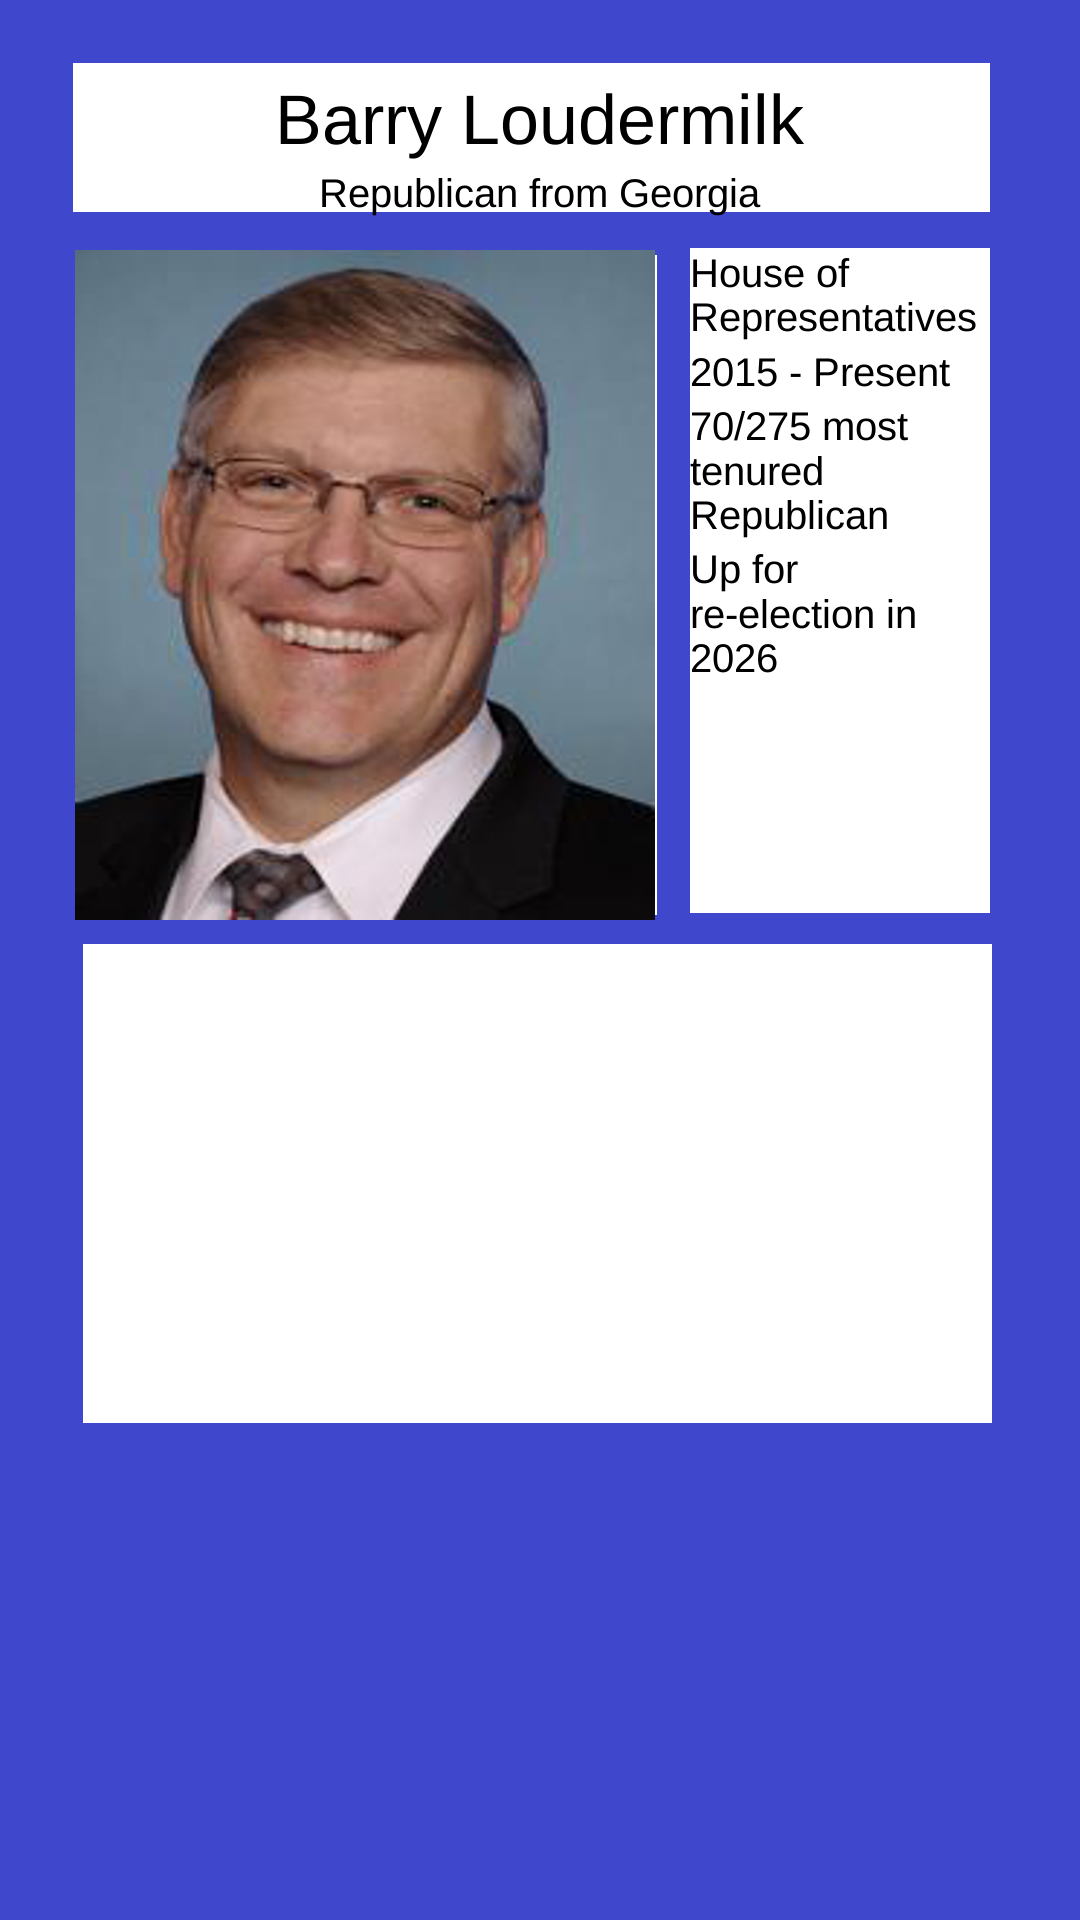 Barry Loudermilk
Republican from Georgia
House of
Representatives
2015 - Present
70/275 most
tenured
Republican
Up for
re-election in
2026